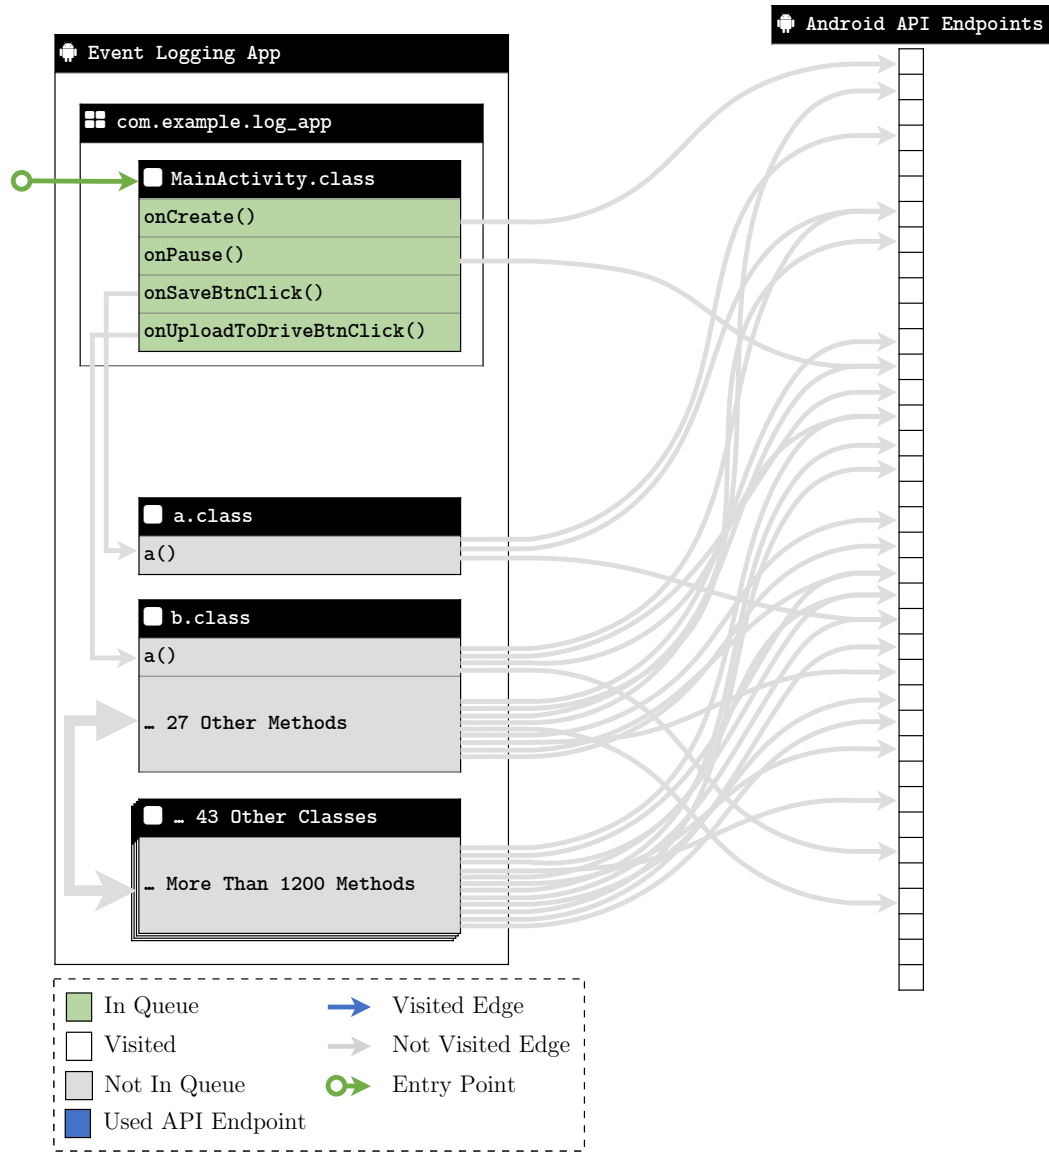 Android API Endpoints
Event Logging App
com.example.log_app
MainActivity.class
onCreate()
onPause()
onSaveBtnClick()
onUploadToDriveBtnClick()
a.class
a()
b.class
a()
… 27 Other Methods
… 43 Other Classes
… More Than 1200 Methods
In Queue
Visited Edge
Visited
Not Visited Edge
Not In Queue
Entry Point
Used API Endpoint